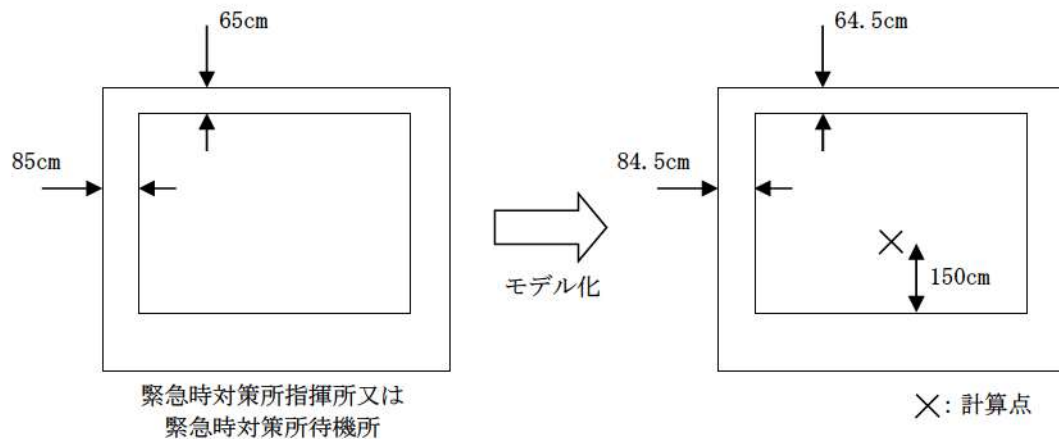 65cm
64.5cm
85cm
84.5cm
150cm
モデル化
緊急時対策所指揮所又は
緊急時対策所待機所
×: 計算点